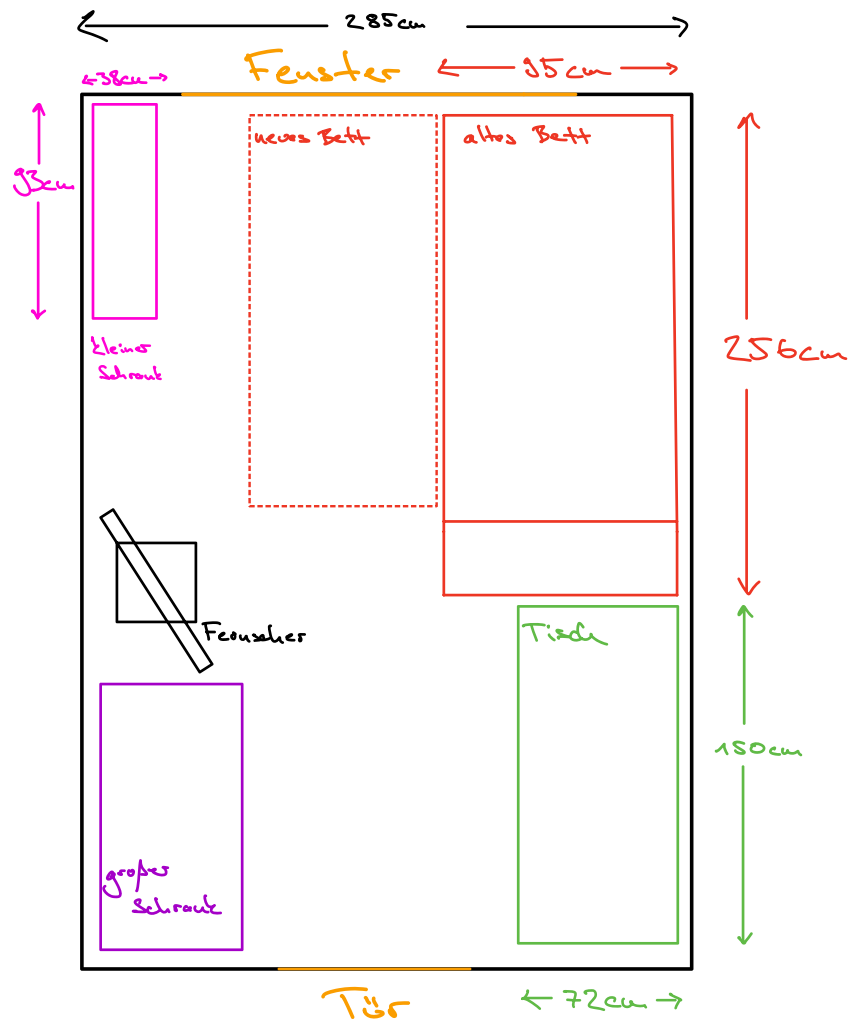 285cm
38cm
Fenster
95cm
neues Bett
altes Bett
93cm
kleiner
Schrank
256cm
Fernseher
Tisch
150cm
großer
Schrank
Tür
72cm